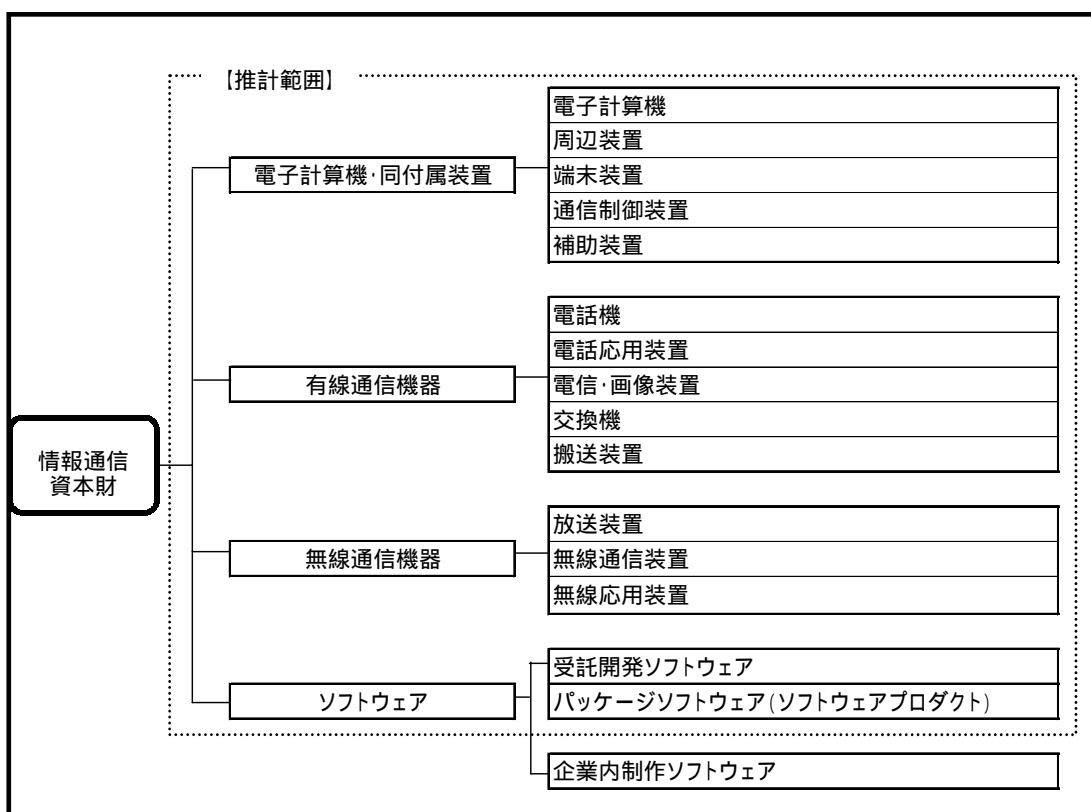 【推計範囲】
電子計算機
周辺装置
電子計算機・同付属装置
端末装置
通信制御装置
補助装置
電話機
電話応用装置
有線通信機器
電信・画像装置
交換機
搬送装置
情報通信
資本財
放送装置
無線通信機器
無線通信装置
無線応用装置
受託開発ソフトウェア
ソフトウェア
パッケージソフトウェア(ソフトウェアプロダクト)
企業内制作ソフトウェア